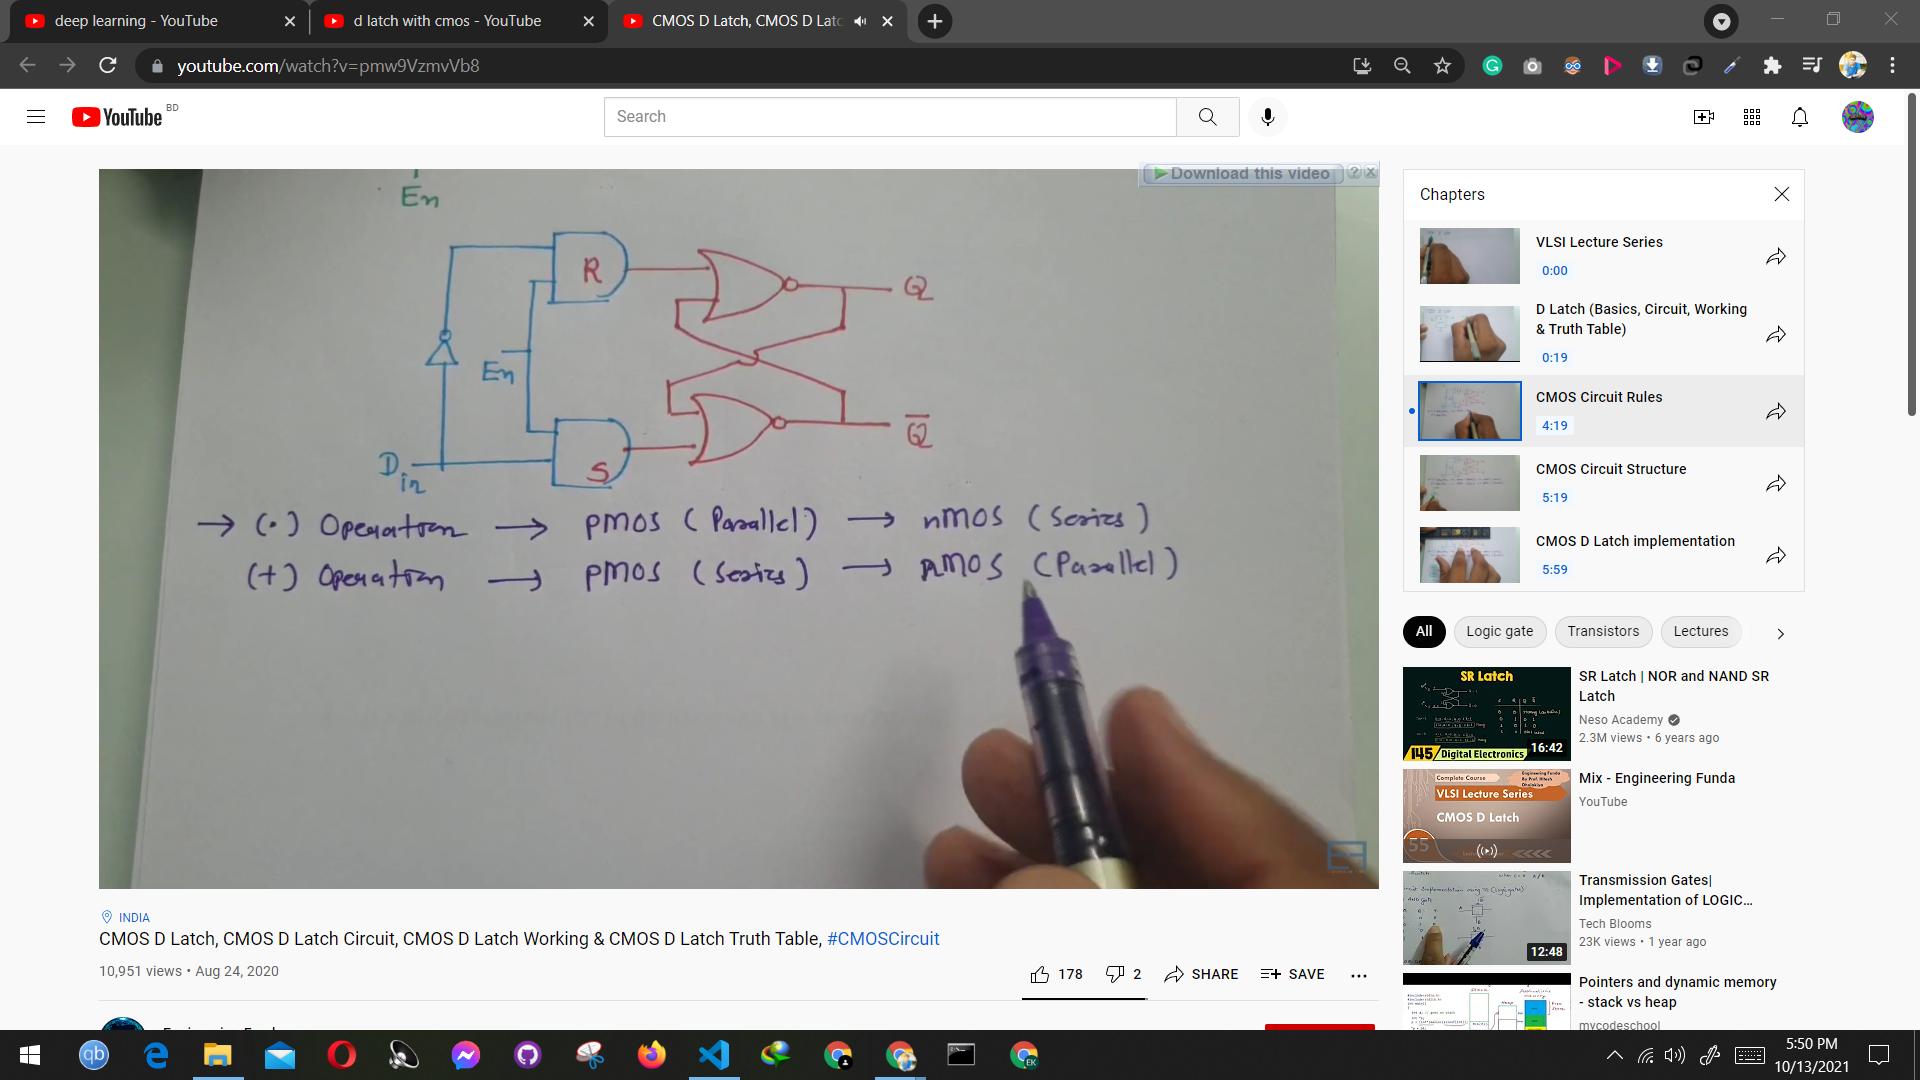 deep learning - YouTube
d latch with cmos - YouTube
CMOS D Latch, CMOS D Latc
youtube.com/watch?v=pmw9VzmvVb8
YouTube BD
Search
Download this video
En
R
Q
En
S
Q̅
Din
→ (·) Operation → pMOS (Parallel) → nMOS (Series)
(+) Operation → pMOS (Series) → nMOS (Parallel)
INDIA
CMOS D Latch, CMOS D Latch Circuit, CMOS D Latch Working & CMOS D Latch Truth Table, #CMOSCircuit
10,951 views • Aug 24, 2020
178
2
SHARE
SAVE
Chapters
VLSI Lecture Series
0:00
D Latch (Basics, Circuit, Working
& Truth Table)
0:19
CMOS Circuit Rules
4:19
CMOS Circuit Structure
5:19
CMOS D Latch implementation
5:59
All
Logic gate
Transistors
Lectures
SR Latch
145 Digital Electronics
16:42
SR Latch | NOR and NAND SR
Latch
Neso Academy
2.3M views • 6 years ago
Complete Course
VLSI Lecture Series
CMOS D Latch
55
Mix - Engineering Funda
YouTube
12:48
Transmission Gates|
Implementation of LOGIC...
Tech Blooms
23K views • 1 year ago
Pointers and dynamic memory
- stack vs heap
mycodeschool
5:50 PM
10/13/2021